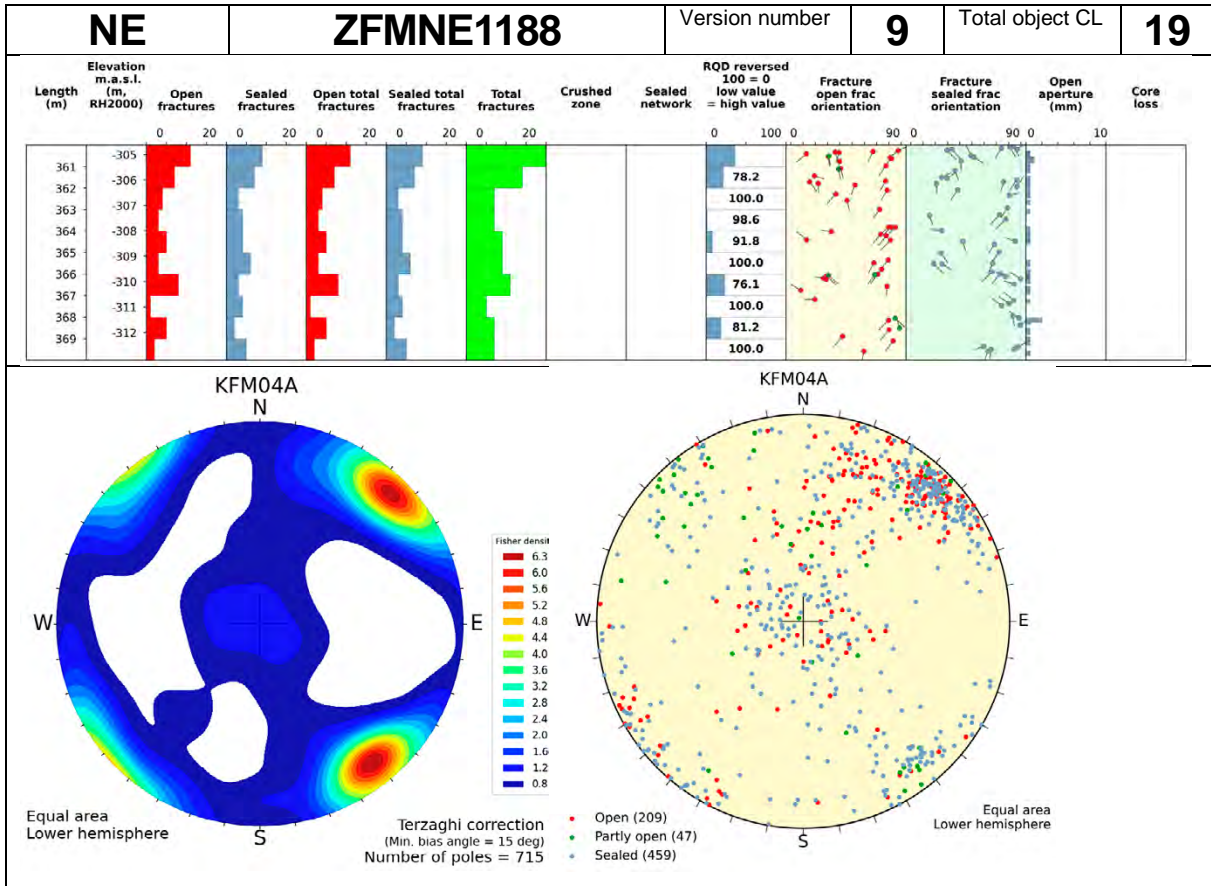 NE ZFMNE1188 Version number 9 Total object CL 19
Length (m)
Elevation m.a.s.l. (m, RH2000)
Open fractures
Sealed fractures
Open total fractures
Sealed total fractures
Total fractures
Crushed zone
Sealed network
RQD reversed 100 = 0 low value = high value
Fracture open frac orientation
Fracture sealed frac orientation
Open aperture (mm)
Core loss
0 20 0 20 0 20 0 20 0 20 0 100 0 90 0 90 0 10
-305
361
-306 78.2
362
-307 100.0
363 98.6
-308
364 91.8
-309
365 100.0
366
-310 76.1
367
-311 100.0
368
-312 81.2
369
100.0
KFM04A
N
W
E
S
Fisher densit
6.3
6.0
5.6
5.2
4.8
4.4
4.0
3.6
3.2
2.8
2.4
2.0
1.6
1.2
0.8
Equal area
Lower hemisphere
Terzaghi correction
(Min. bias angle = 15 deg)
Number of poles = 715
KFM04A
N
W
E
S
Open (209)
Partly open (47)
Sealed (459)
Equal area
Lower hemisphere